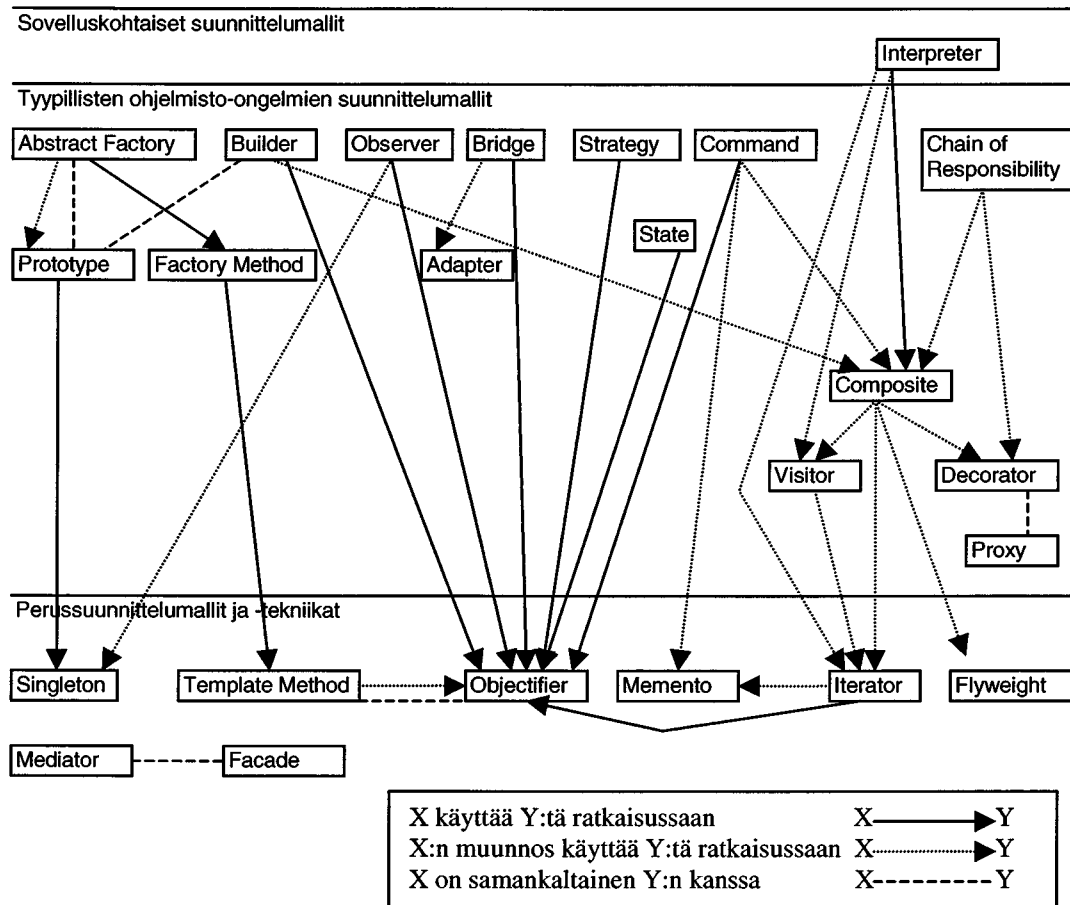 Sovelluskohtaiset suunnittelumallit
Interpreter
Tyypillisten ohjelmisto-ongelmien suunnittelumallit
Abstract Factory
Builder
Observer
Bridge
Strategy
Command
Chain of
Responsibility
State
Prototype
Factory Method
Adapter
Composite
Visitor
Decorator
Proxy
Perussuunnittelumallit ja -tekniikat
Singleton
Template Method
Objectifier
Memento
Iterator
Flyweight
Mediator
Facade
X käyttää Y:tä ratkaisussaan X Y
X:n muunnos käyttää Y:tä ratkaisussaan X Y
X on samankaltainen Y:n kanssa X Y